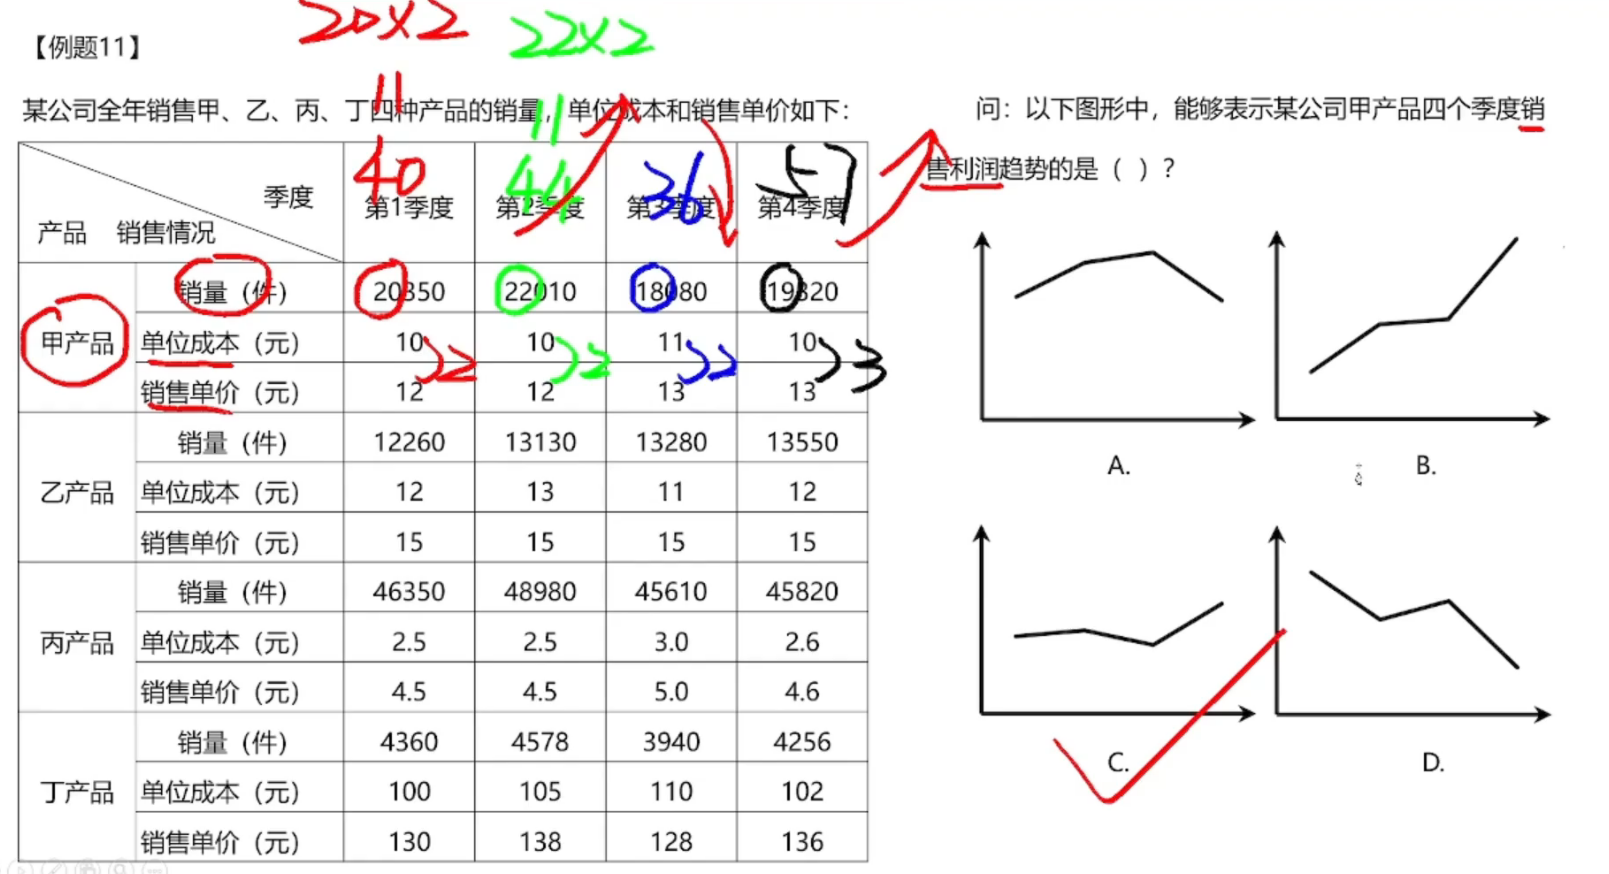 20×2 22×2
【例题11】
某公司全年销售甲、乙、丙、丁四种产品的销量，单位成本和销售单价如下：
= =
40 44 36 57
产品 销售情况 季度 第1季度 第2季度 第3季度 第4季度
甲产品 销量（件） 20350 22010 18080 19320
单位成本（元） 10 10 11 10
>2 >2 >2 >3
销售单价（元） 12 12 13 13
乙产品 销量（件） 12260 13130 13280 13550
单位成本（元） 12 13 11 12
销售单价（元） 15 15 15 15
丙产品 销量（件） 46350 48980 45610 45820
单位成本（元） 2.5 2.5 3.0 2.6
销售单价（元） 4.5 4.5 5.0 4.6
丁产品 销量（件） 4360 4578 3940 4256
单位成本（元） 100 105 110 102
销售单价（元） 130 138 128 136
问：以下图形中，能够表示某公司甲产品四个季度销
售利润趋势的是（ ）？
A. B.
C. D.